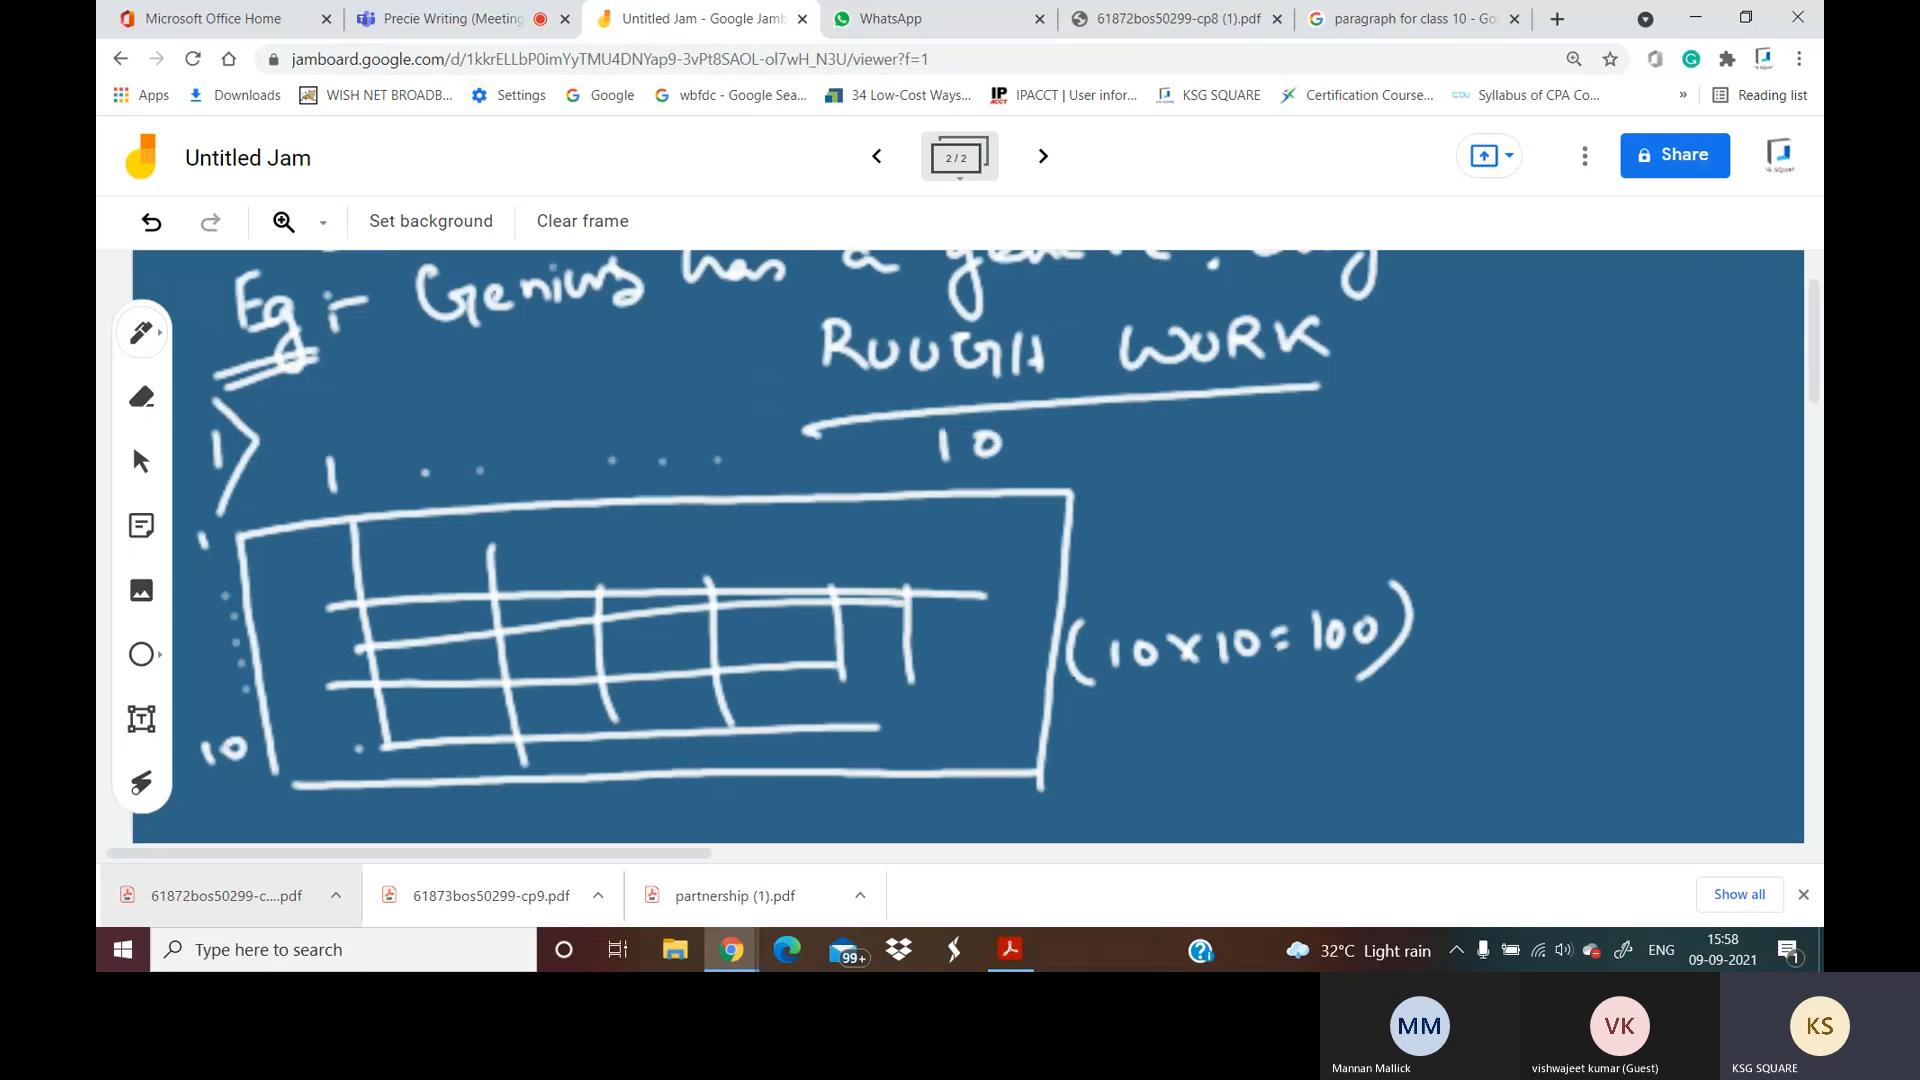 Microsoft Office Home
Precie Writing (Meeting
Untitled Jam - Google Jamb
WhatsApp
61872bos50299-cp8 (1).pdf
paragraph for class 10 - Go
jamboard.google.com/d/1kkrELLbP0imYyTMU4DNYap9-3vPt8SAOL-ol7wH_N3U/viewer?f=1
Apps
Downloads
WISH NET BROADB...
Settings
Google
wbfdc - Google Sea...
34 Low-Cost Ways...
IPACCT | User infor...
KSG SQUARE
Certification Course...
Syllabus of CPA Co...
»
Reading list
Untitled Jam
2 / 2
Share
Set background
Clear frame
Eg :- Genius has a
ROUGH WORK
1)
1 . . . . . 10
1
10
(10x10=100)
61872bos50299-c....pdf
61873bos50299-cp9.pdf
partnership (1).pdf
Show all
Type here to search
99+
32°C Light rain
ENG
15:58
09-09-2021
1
MM
VK
KS
Mannan Mallick
vishwajeet kumar (Guest)
KSG SQUARE